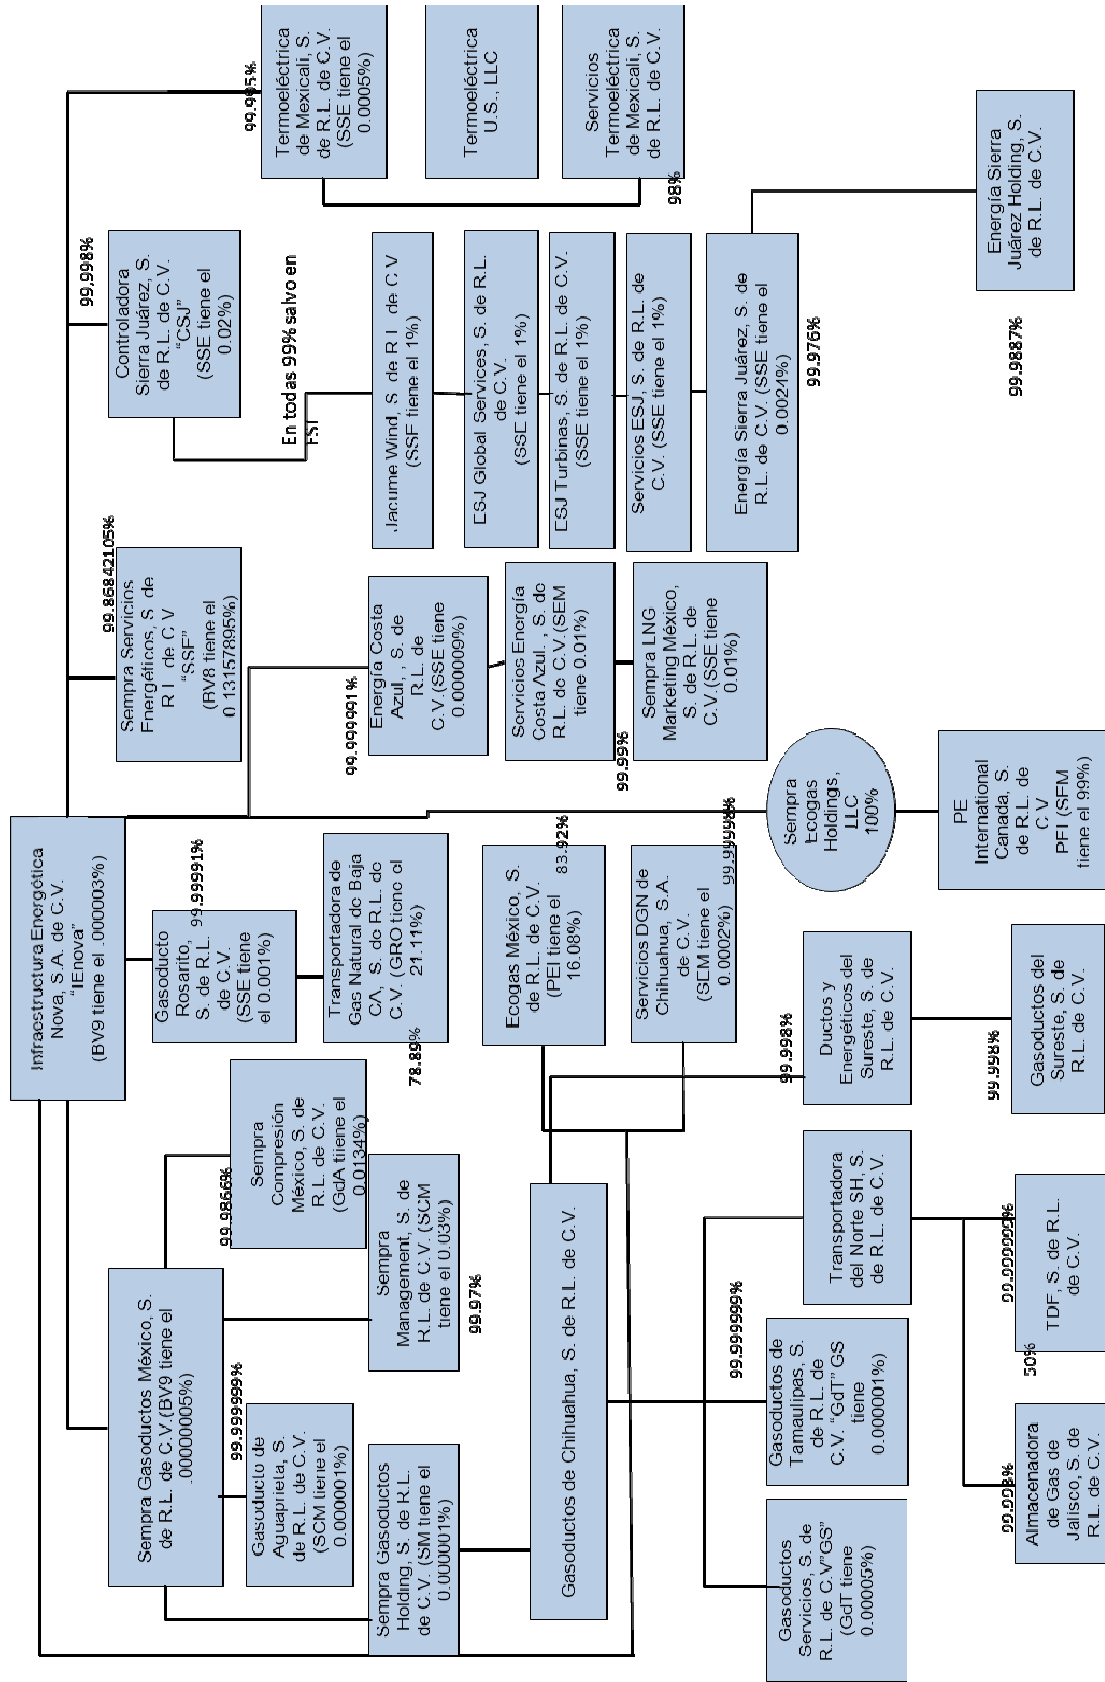 Infraestructura Energética
Nova, S.A. de C.V.
"IEnova"
(BV9 tiene el .000003%)
Sempra Gasoductos México, S.
de R.L. de C.V.(BV9 tiene el
.00000005%)
Gasoducto de
Aguaprieta, S.
de R.L. de C.V.
(SCM tiene el
0.000001%)
99.999999%
Sempra
Compresión
México, S. de
R.L. de C.V.
(GdA tiiene el
0.0134%)
99.9866%
Sempra
Management, S. de
R.L. de C.V. (SCM
tiene el 0.03%)
99.97%
Sempra Gasoductos
Holding, S. de R.L.
de C.V. (SM tiene el
0.000001%)
Gasoductos de Chihuahua, S. de R.L. de C.V.
Gasoductos
Servicios, S. de
R.L. de C.V"GS"
(GdT tiene
0.00005%)
Gasoductos de
Tamaulipas, S.
de R.L. de
C.V. "GdT" GS
tiene
0.000001%)
99.999999%
Transportadora
del Norte SH, S.
de R.L. de C.V.
Almacenadora
de Gas de
Jalisco, S. de
R.L. de C.V.
99.998%
TDF, S. de R.L.
de C.V.
50%
Ductos y
Energéticos del
Sureste, S. de
R.L. de C.V.
99.998%
Gasoductos del
Sureste, S. de
R.L. de C.V.
99.998%
Gasoducto
Rosarito,
S. de R.L.
de C.V.
(SSE tiene
el 0.001%)
99.99991%
Transportadora de
Gas Natural de Baja
CA, S. de R.L. de
C.V. (GRO tiene el
21.11%)
78.89%
Ecogas México, S.
de R.L. de C.V.
(PEI tiene el
16.08%)
83.92%
Servicios DGN de
Chihuahua, S.A.
de C.V.
(SEM tiene el
0.0002%)
99.99998%
Sempra Servicios
Energéticos, S. de
R.L. de C.V
"SSE"
(BV8 tiene el
0.13157895%)
99.86842105%
Energía Costa
Azul, , S. de
R.L. de
C.V.(SSE tiene
0.000009%)
99.999991%
Servicios Energía
Costa Azul. , S. de
R.L. de C.V.(SEM
tiene 0.01%)
99.99%
Sempra LNG
Marketing México,
S. de R.L. de
C.V.(SSE tiene
0.01%)
Sempra
Ecogas
Holdings,
LLC
100%
PE
International
Canada, S.
de R.L. de
C.V
PEI (SEM
tiene el 99%)
Controladora
Sierra Juárez, S.
de R.L. de C.V.
"CSJ"
(SSE tiene el
0.02%)
99.998%
En todas 99% salvo en
Jacume Wind, S. de R.L. de C.V
(SSE tiene el 1%)
ESJ Global Services, S. de R.L.
de C.V.
(SSE tiene el 1%)
ESJ Turbinas, S. de R.L. de C.V.
(SSE tiene el 1%)
Servicios ESJ, S. de R.L. de
C.V. (SSE tiene el 1%)
Energía Sierra Juárez, S. de
R.L. de C.V. (SSE tiene el
0.0024%)
99.976%
Energía Sierra
Juárez Holding, S.
de R.L. de C.V.
99.9887%
Termoeléctrica
de Mexicali, S.
de R.L. de C.V.
(SSE tiene el
0.0005%)
Termoeléctrica
U.S., LLC
Servicios
Termoeléctrica
de Mexicali, S.
de R.L. de C.V
98%